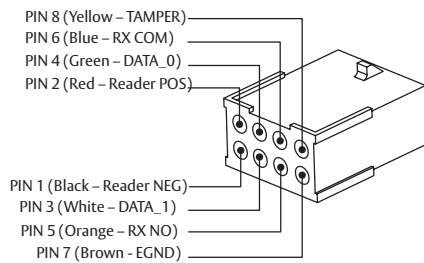 PIN 8 (Yellow – TAMPER)
PIN 6 (Blue – RX COM)
PIN 4 (Green – DATA_0)
PIN 2 (Red – Reader POS)
PIN 1 (Black – Reader NEG)
PIN 3 (White – DATA_1)
PIN 5 (Orange – RX NO)
PIN 7 (Brown - EGND)